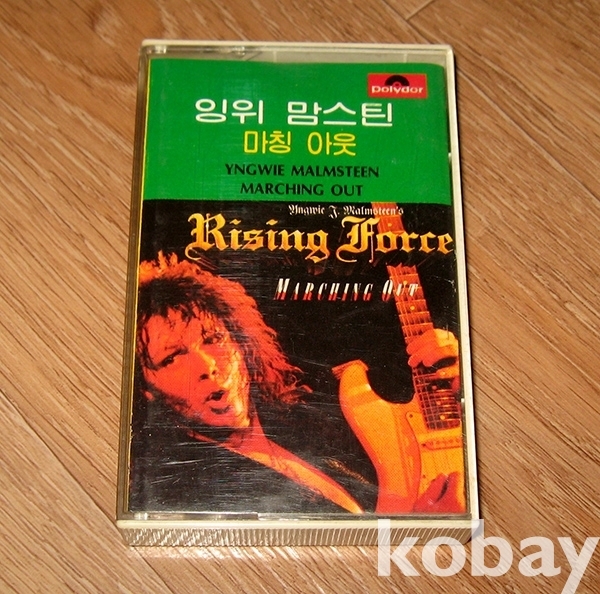 polydor
잉위 맘스틴
마칭 아웃
YNGWIE MALMSTEEN
MARCHING OUT
Yngwie J. Malmsteen's
Rising Force
MARCHING OUT
kobay